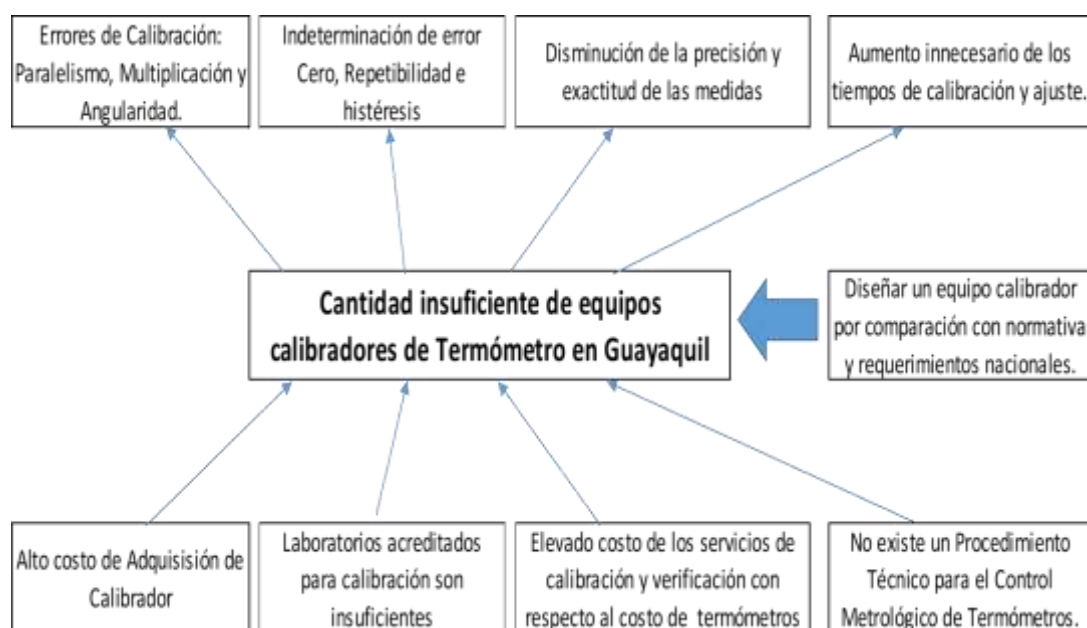 Errores de Calibración:
Paralelismo, Multiplicación y
Angularidad.
Indeterminación de error
Cero, Repetibilidad e
histéresis
Disminución de la precisión y
exactitud de las medidas
Aumento innecesario de los
tiempos de calibración y ajuste.
Cantidad insuficiente de equipos
calibradores de Termómetro en Guayaquil
Diseñar un equipo calibrador
por comparación con normativa
y requerimientos nacionales.
Alto costo de Adquisisión de
Calibrador
Laboratorios acreditados
para calibración son
insuficientes
Elevado costo de los servicios de
calibración y verificación con
respecto al costo de termómetros
No existe un Procedimiento
Técnico para el Control
Metrológico de Termómetros.